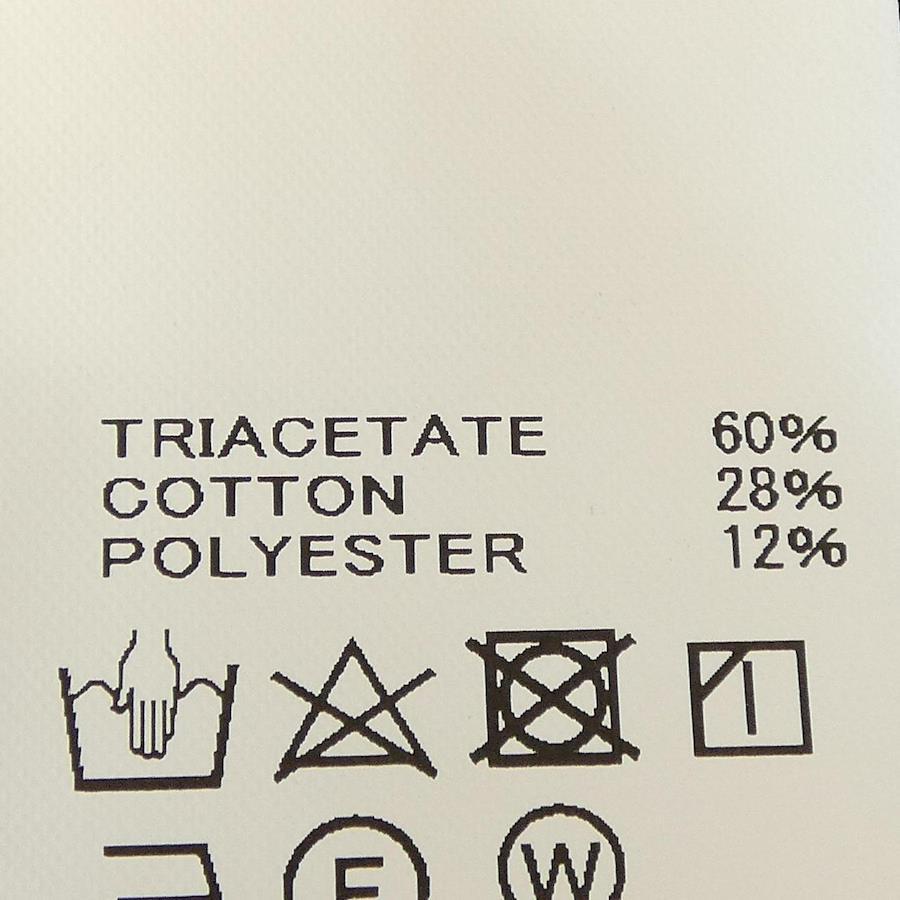 TRIACETATE 60%
COTTON 28%
POLYESTER 12%
F W